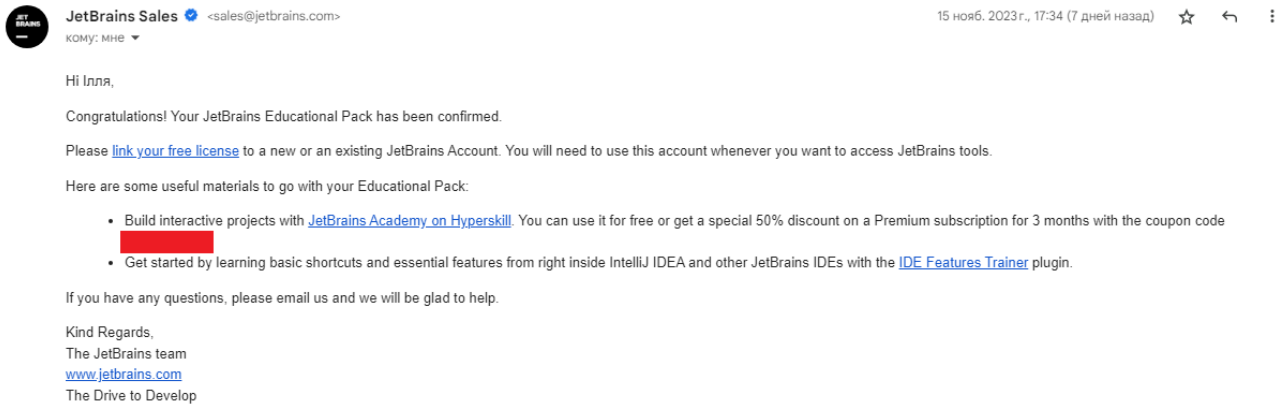 JET
BRAINS
JetBrains Sales <sales@jetbrains.com>
15 нояб. 2023 г., 17:34 (7 дней назад)
кому: мне
Hi Ілля,
Congratulations! Your JetBrains Educational Pack has been confirmed.
Please link your free license to a new or an existing JetBrains Account. You will need to use this account whenever you want to access JetBrains tools.
Here are some useful materials to go with your Educational Pack:
• Build interactive projects with JetBrains Academy on Hyperskill. You can use it for free or get a special 50% discount on a Premium subscription for 3 months with the coupon code
• Get started by learning basic shortcuts and essential features from right inside IntelliJ IDEA and other JetBrains IDEs with the IDE Features Trainer plugin.
If you have any questions, please email us and we will be glad to help.
Kind Regards,
The JetBrains team
www.jetbrains.com
The Drive to Develop